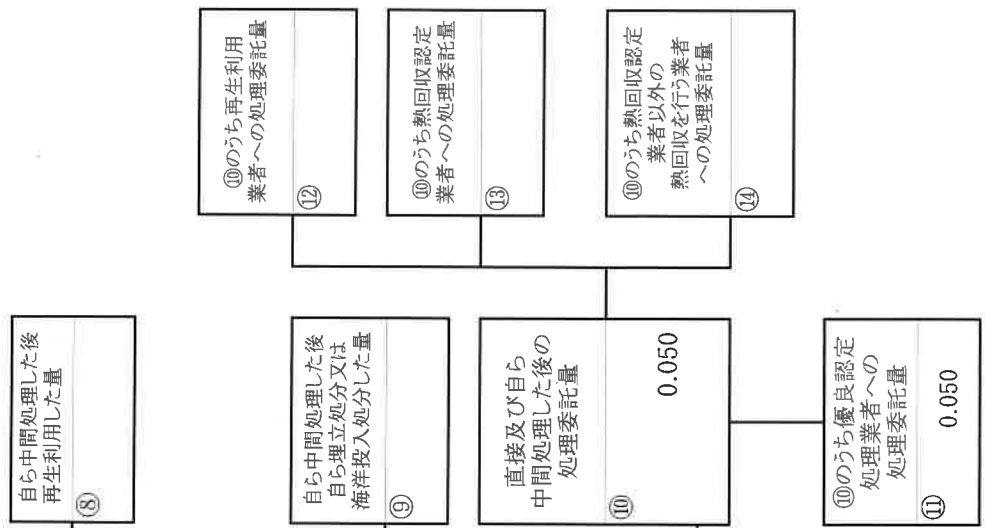 自ら中間処理した後
再生利用した量
⑧
自ら中間処理した後
自ら埋立処分又は
海洋投入処分した量
⑨
直接及び自ら
中間処理した後の
処理委託量
⑩
0.050
⑩のうち優良認定
処理業者への
処理委託量
⑪
0.050
⑩のうち再生利用
業者への処理委託量
⑫
⑩のうち熱回収認定
業者への処理委託量
⑬
⑩のうち熱回収認定
業者以外の
熱回収を行う業者
への処理委託量
⑭